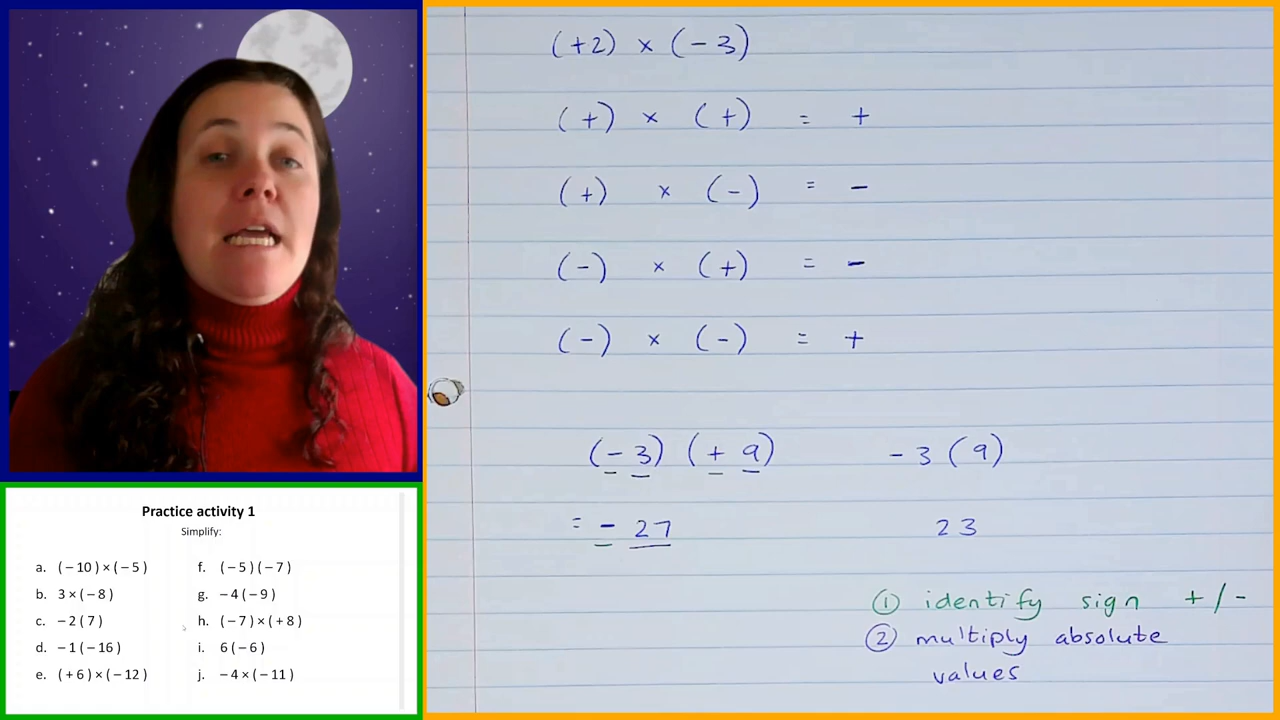 (+2) × (-3)
(+) × (+) = +
(+) × (-) = -
(-) × (+) = -
(-) × (-) = +
(-3) (+9)  -3(9)
= -27  23
① identify sign +/-
② multiply absolute
values
Practice activity 1
Simplify:
a. (-10)×(-5)  f. (-5)(-7)
b. 3×(-8)  g. -4(-9)
c. -2(7)  h. (-7)×(+8)
d. -1(-16)  i. 6(-6)
e. (+6)×(-12)  j. -4×(-11)